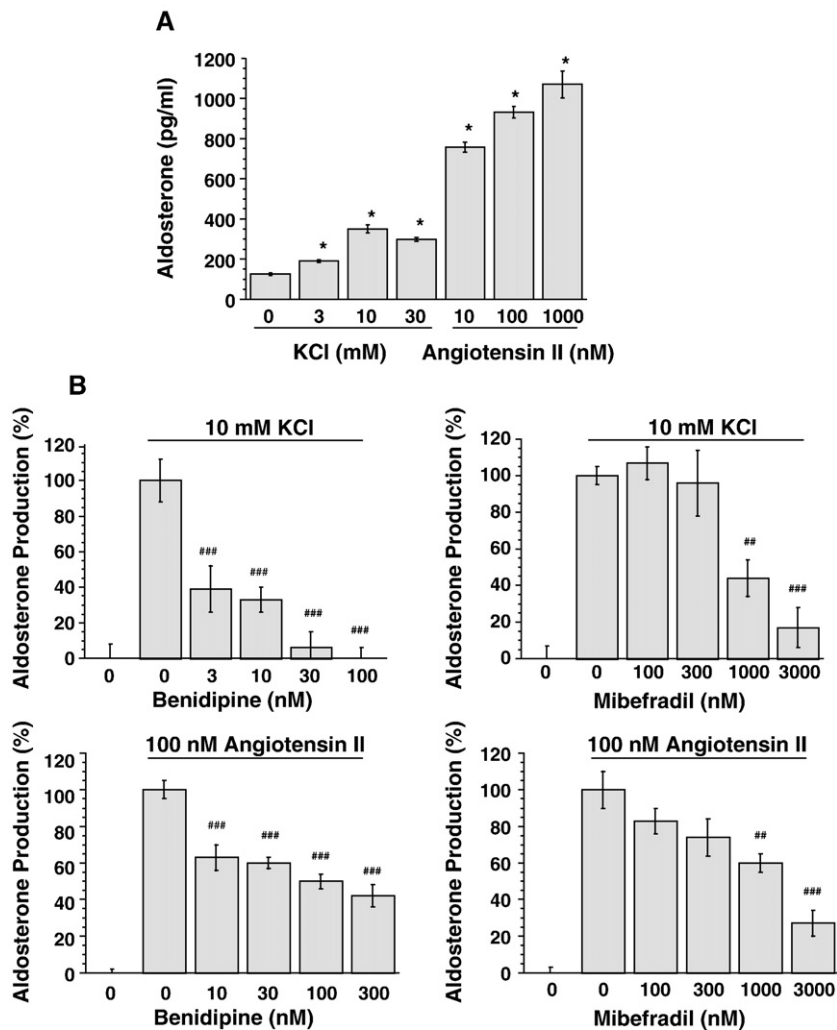 A
Aldosterone (pg/ml)
1200
1000
800
600
400
200
0
* * * * * *
0 3 10 30 10 100 1000
KCl (mM) Angiotensin II (nM)
B
10 mM KCl
Aldosterone Production (%)
120
100
80
60
40
20
0
### ### ### ###
0 0 3 10 30 100
Benidipine (nM)
10 mM KCl
Aldosterone Production (%)
120
100
80
60
40
20
0
## ###
0 0 100 300 1000 3000
Mibefradil (nM)
100 nM Angiotensin II
Aldosterone Production (%)
120
100
80
60
40
20
0
### ### ### ###
0 0 10 30 100 300
Benidipine (nM)
100 nM Angiotensin II
Aldosterone Production (%)
120
100
80
60
40
20
0
## ###
0 0 100 300 1000 3000
Mibefradil (nM)